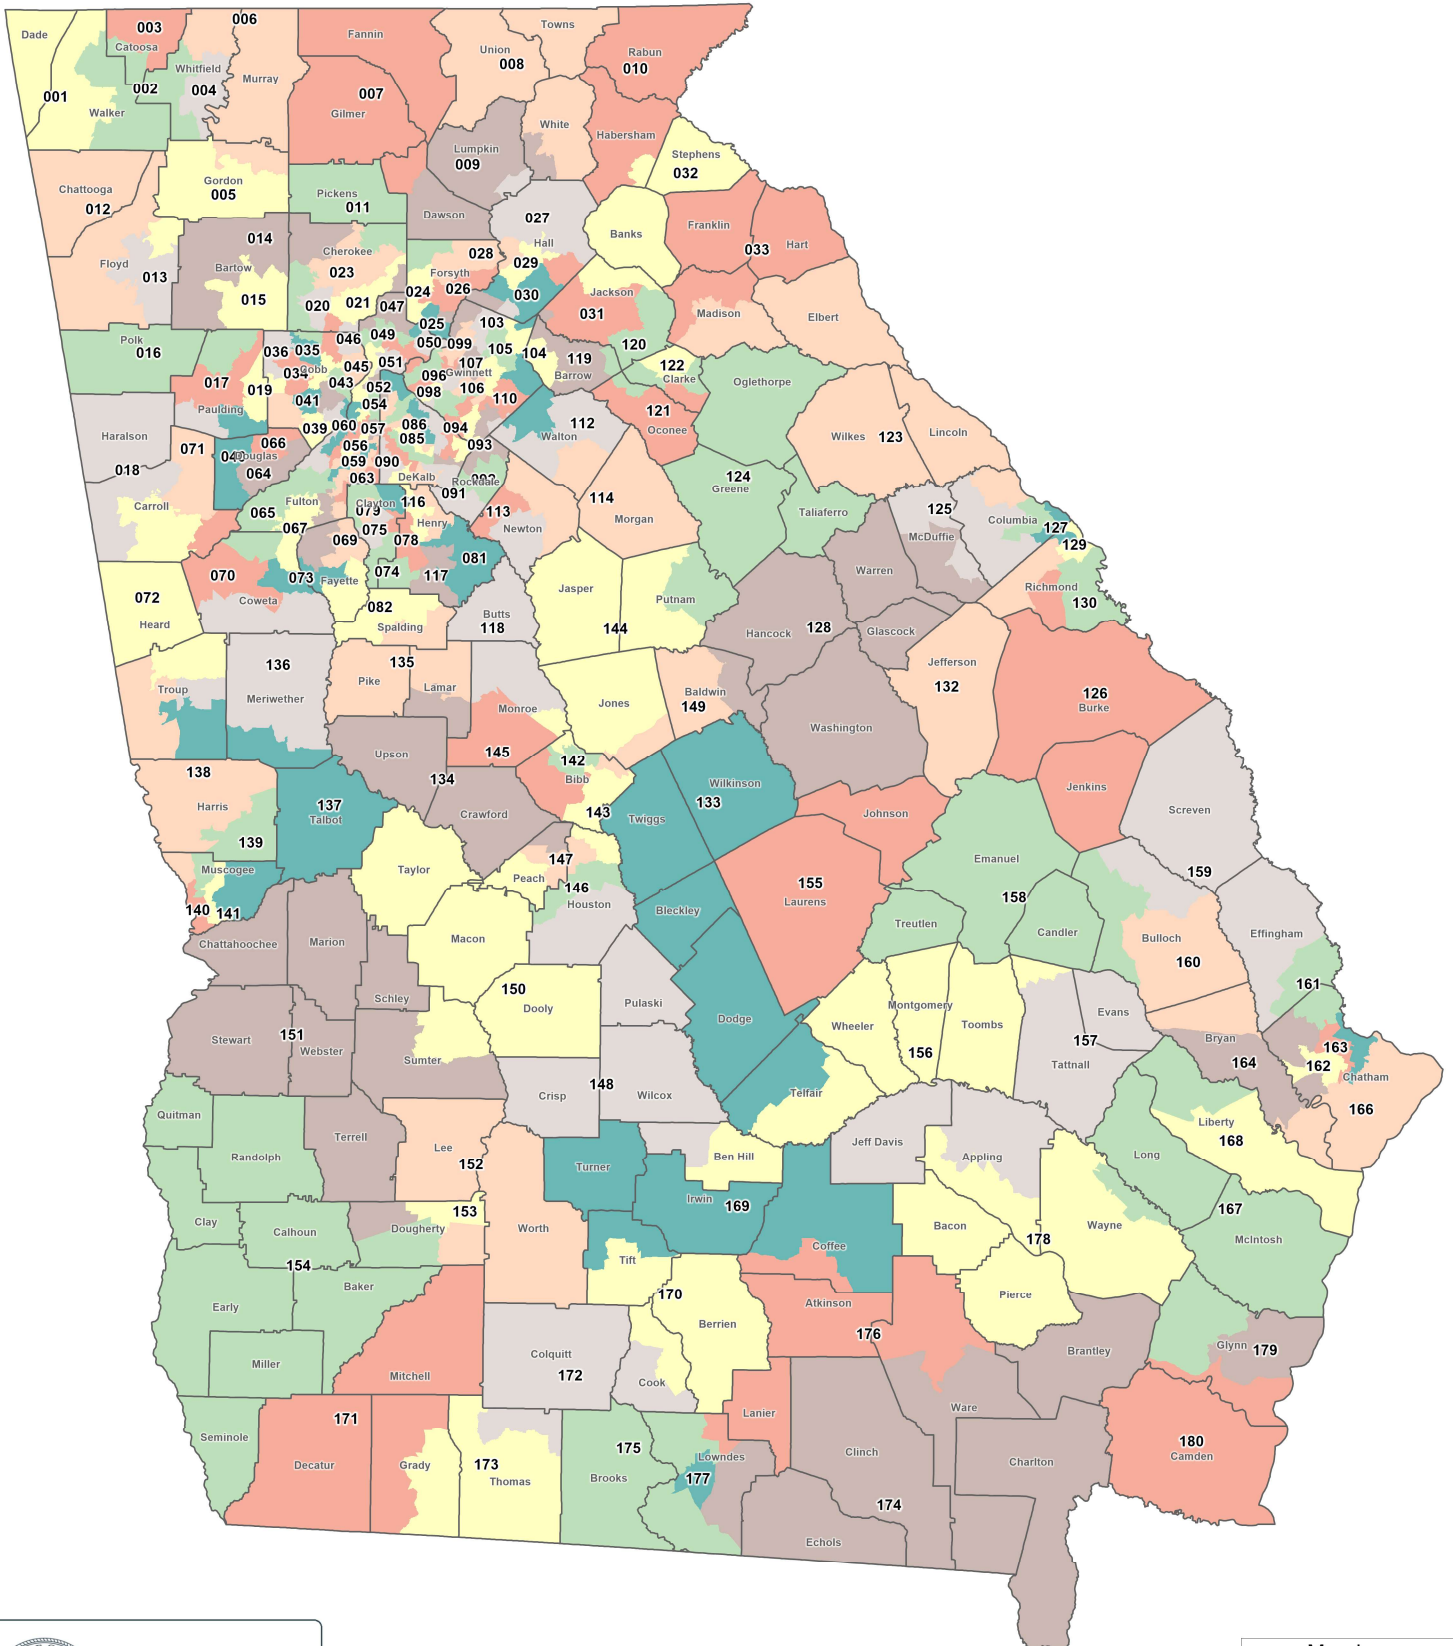 003
006
Dade
Catoosa
Fannin
Towns
Union
008
Rabun
010
Whitfield
002
004
Murray
007
001
Walker
Gilmer
White
Habersham
Lumpkin
009
Stephens
032
Chattooga
012
Gordon
005
Pickens
011
Dawson
027
Hall
Banks
Franklin
033
Hart
014
Cherokee
023
028
029
Forsyth
Floyd
013
Bartow
015
020
021
024
026
030
047
Jackson
031
Madison
Elbert
025
103
Polk
016
036
035
046
049
050
099
105
104
119
120
Barrow
034
Cobb
045
051
107
Gwinnett
096
122
Clarke
Oglethorpe
017
019
043
052
098
106
041
054
110
Paulding
121
Oconee
Haralson
071
039
060
057
086
085
094
112
Walton
Wilkes
123
Lincoln
066
Douglas
064
056
093
018
059
090
063
DeKalb
Rockdale
091
124
Greene
Carroll
065
Fulton
Clayton
079
116
113
114
Morgan
Taliaferro
125
Columbia
127
067
075
Henry
Newton
McDuffie
129
069
078
081
070
073
Fayette
074
117
Warren
Richmond
130
072
Heard
Coweta
082
Spalding
Butts
118
Jasper
144
Putnam
Hancock
128
Glascock
136
135
Jefferson
132
Troup
Meriwether
Pike
Lamar
Monroe
Jones
Baldwin
149
126
Burke
Washington
Upson
145
142
Bibb
138
134
Wilkinson
133
Jenkins
Harris
137
Talbot
Crawford
143
Twiggs
Johnson
Screven
139
Muscogee
Taylor
147
Peach
146
Houston
155
Laurens
Emanuel
158
159
140
141
Bleckley
Treutlen
Candler
Chattahoochee
Marion
Macon
Bulloch
160
Effingham
161
Schley
150
Dooly
Pulaski
Dodge
Wheeler
Montgomery
Toombs
Evans
Stewart
151
Webster
Sumter
156
157
Tattnall
Bryan
164
163
162
Chatham
Crisp
148
Wilcox
Telfair
166
Quitman
Terrell
Lee
152
Jeff Davis
Liberty
168
Randolph
Turner
Ben Hill
Appling
Long
Clay
Calhoun
153
Dougherty
Worth
Irwin
169
Bacon
178
Wayne
167
McIntosh
154
Baker
Tift
Coffee
Early
170
Berrien
Atkinson
176
Pierce
Miller
Mitchell
Colquitt
172
Cook
Brantley
Glynn
179
Seminole
171
Decatur
Grady
173
Thomas
175
Brooks
Lanier
Lowndes
177
Clinch
174
Echols
Ware
Charlton
180
Camden